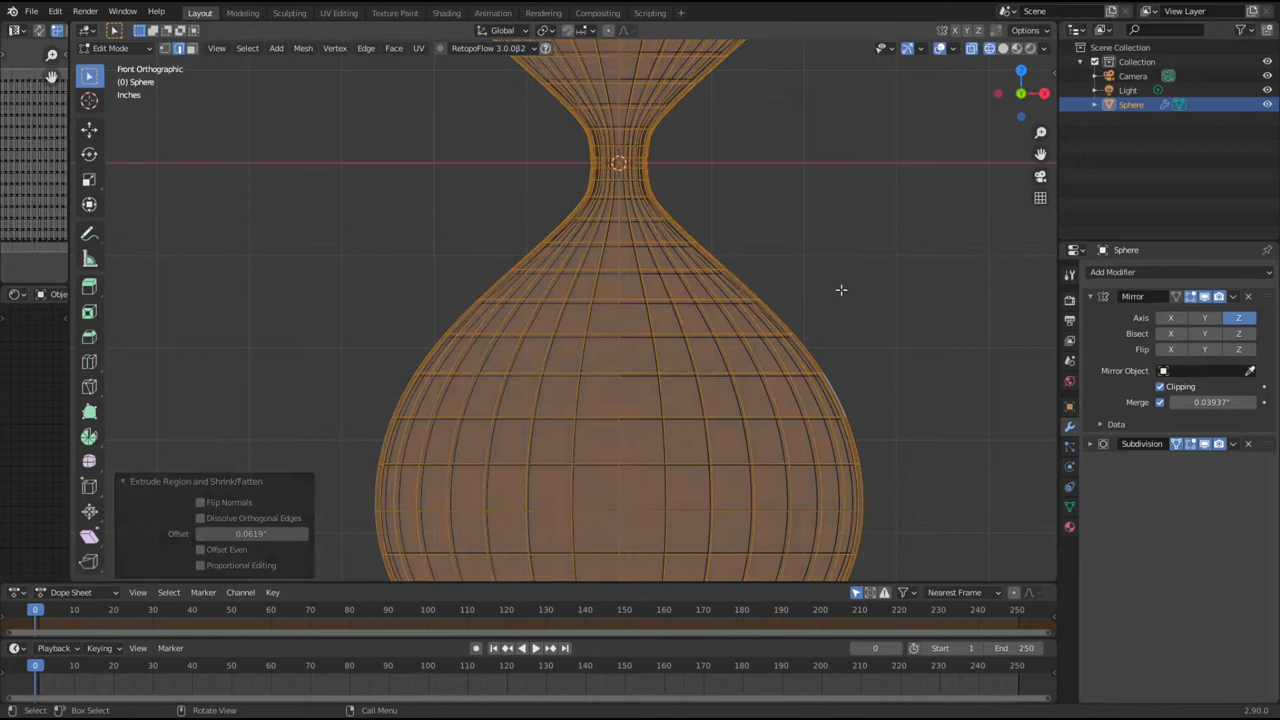 File Edit Render Window Help Layout Modeling Sculpting UV Editing Texture Paint Shading Animation Rendering Compositing Scripting Scene View Layer
Global Options
Edit Mode View Select Add Mesh Vertex Edge Face UV RetopoFlow 3.0.0β2
Front Orthographic
(0) Sphere
Inches
X Y Z
Z
Y
X
Scene Collection
Collection
Camera
Light
Sphere
Sphere
Add Modifier
Mirror
Axis X Y Z
Bisect X Y Z
Flip X Y Z
Mirror Object
Clipping
Merge 0.03937"
Data
Subdivision
Obje
Extrude Region and Shrink/Fatten
Flip Normals
Dissolve Orthogonal Edges
Offset 0.0619"
Offset Even
Proportional Editing
Dope Sheet View Select Marker Channel Key Nearest Frame
0 10 20 30 40 50 60 70 80 90 100 110 120 130 140 150 160 170 180 190 200 210 220 230 240 250
Playback Keying View Marker 0 Start 1 End 250
0 10 20 30 40 50 60 70 80 90 100 110 120 130 140 150 160 170 180 190 200 210 220 230 240 250
Select Box Select Rotate View Call Menu 2.90.0